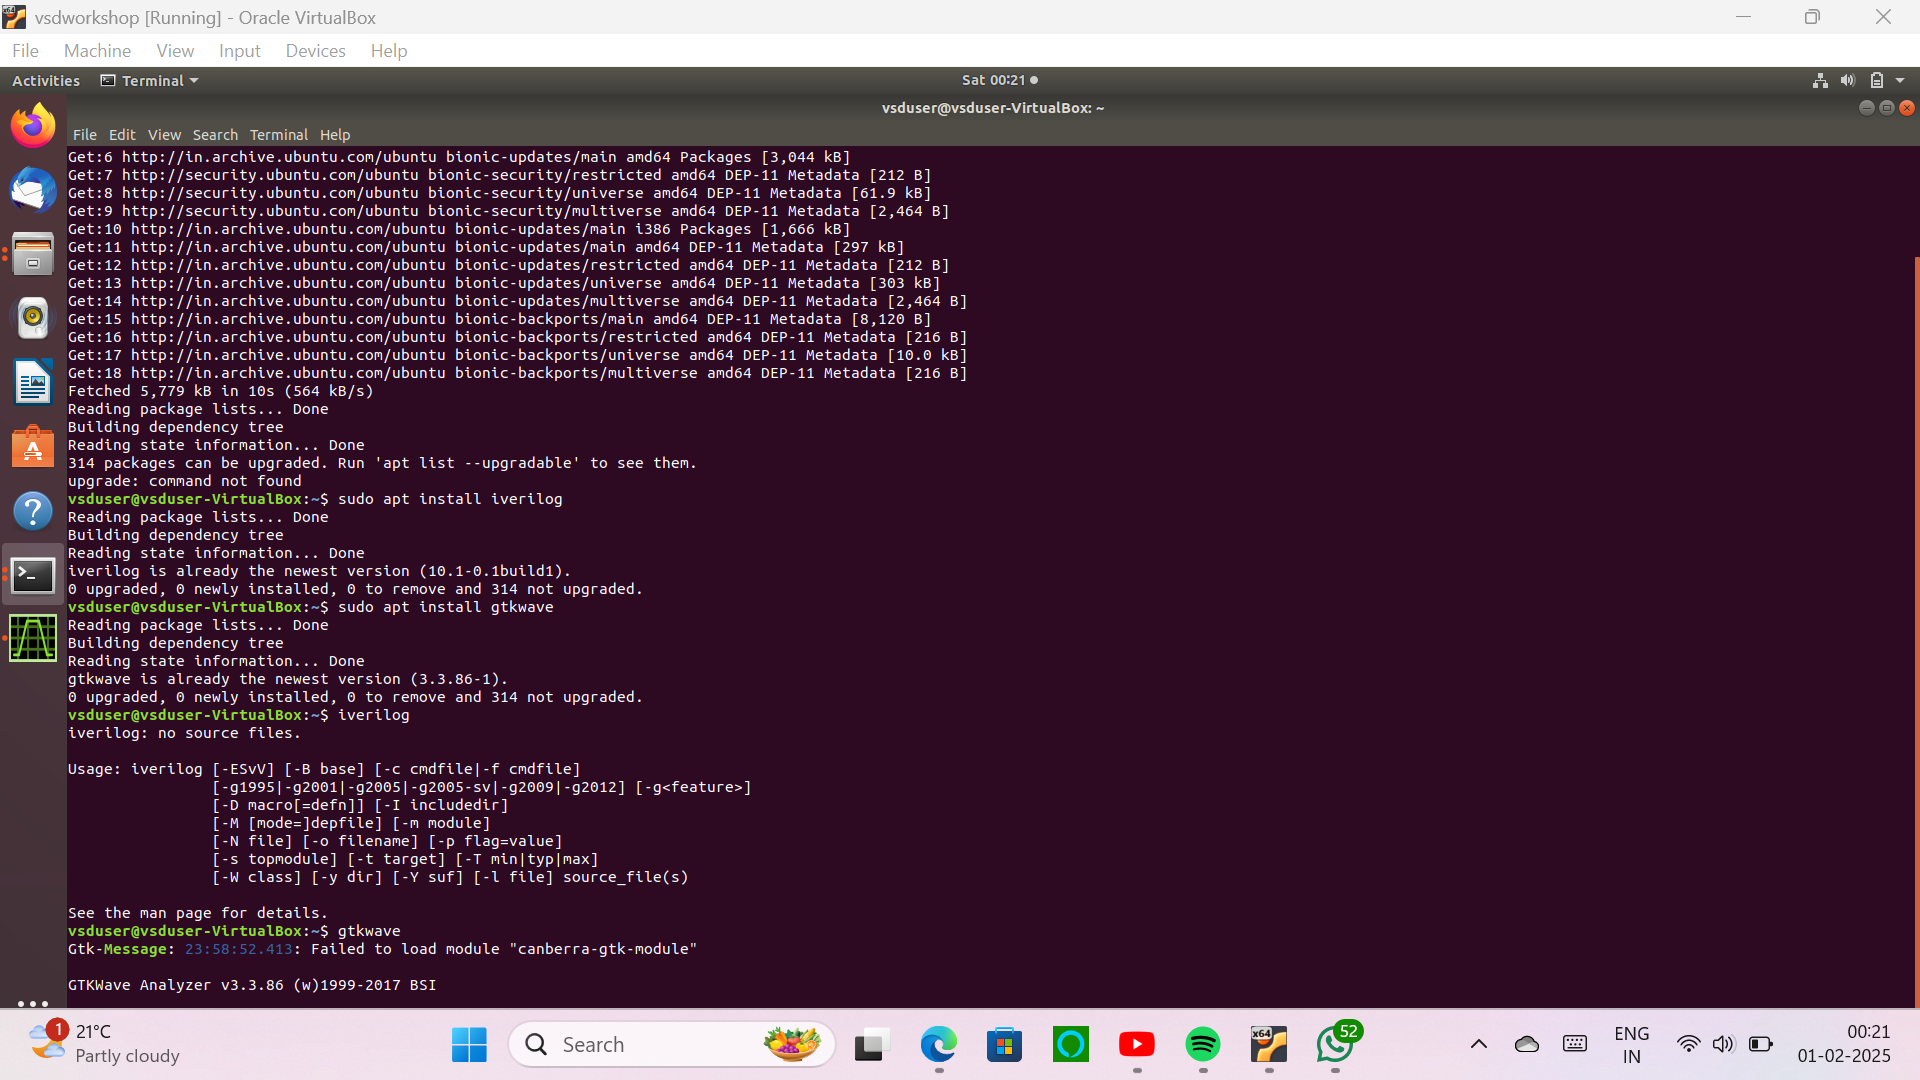 vsdworkshop [Running] - Oracle VirtualBox
File Machine View Input Devices Help
Activities Terminal Sat 00:21
vsduser@vsduser-VirtualBox: ~
File Edit View Search Terminal Help
Get:6 http://in.archive.ubuntu.com/ubuntu bionic-updates/main amd64 Packages [3,044 kB]
Get:7 http://security.ubuntu.com/ubuntu bionic-security/restricted amd64 DEP-11 Metadata [212 B]
Get:8 http://security.ubuntu.com/ubuntu bionic-security/universe amd64 DEP-11 Metadata [61.9 kB]
Get:9 http://security.ubuntu.com/ubuntu bionic-security/multiverse amd64 DEP-11 Metadata [2,464 B]
Get:10 http://in.archive.ubuntu.com/ubuntu bionic-updates/main i386 Packages [1,666 kB]
Get:11 http://in.archive.ubuntu.com/ubuntu bionic-updates/main amd64 DEP-11 Metadata [297 kB]
Get:12 http://in.archive.ubuntu.com/ubuntu bionic-updates/restricted amd64 DEP-11 Metadata [212 B]
Get:13 http://in.archive.ubuntu.com/ubuntu bionic-updates/universe amd64 DEP-11 Metadata [303 kB]
Get:14 http://in.archive.ubuntu.com/ubuntu bionic-updates/multiverse amd64 DEP-11 Metadata [2,464 B]
Get:15 http://in.archive.ubuntu.com/ubuntu bionic-backports/main amd64 DEP-11 Metadata [8,120 B]
Get:16 http://in.archive.ubuntu.com/ubuntu bionic-backports/restricted amd64 DEP-11 Metadata [216 B]
Get:17 http://in.archive.ubuntu.com/ubuntu bionic-backports/universe amd64 DEP-11 Metadata [10.0 kB]
Get:18 http://in.archive.ubuntu.com/ubuntu bionic-backports/multiverse amd64 DEP-11 Metadata [216 B]
Fetched 5,779 kB in 10s (564 kB/s)
Reading package lists... Done
Building dependency tree
Reading state information... Done
314 packages can be upgraded. Run 'apt list --upgradable' to see them.
upgrade: command not found
vsduser@vsduser-VirtualBox:~$ sudo apt install iverilog
Reading package lists... Done
Building dependency tree
Reading state information... Done
iverilog is already the newest version (10.1-0.1build1).
0 upgraded, 0 newly installed, 0 to remove and 314 not upgraded.
vsduser@vsduser-VirtualBox:~$ sudo apt install gtkwave
Reading package lists... Done
Building dependency tree
Reading state information... Done
gtkwave is already the newest version (3.3.86-1).
0 upgraded, 0 newly installed, 0 to remove and 314 not upgraded.
vsduser@vsduser-VirtualBox:~$ iverilog
iverilog: no source files.
Usage: iverilog [-ESvV] [-B base] [-c cmdfile|-f cmdfile]
[-g1995|-g2001|-g2005|-g2005-sv|-g2009|-g2012] [-g<feature>]
[-D macro[=defn]] [-I includedir]
[-M [mode=]depfile] [-m module]
[-N file] [-o filename] [-p flag=value]
[-s topmodule] [-t target] [-T min|typ|max]
[-W class] [-y dir] [-Y suf] [-l file] source_file(s)
See the man page for details.
vsduser@vsduser-VirtualBox:~$ gtkwave
Gtk-Message: 23:58:52.413: Failed to load module "canberra-gtk-module"
GTKWave Analyzer v3.3.86 (w)1999-2017 BSI
1
21°C
Partly cloudy
Search
x64
52
ENG
IN
00:21
01-02-2025